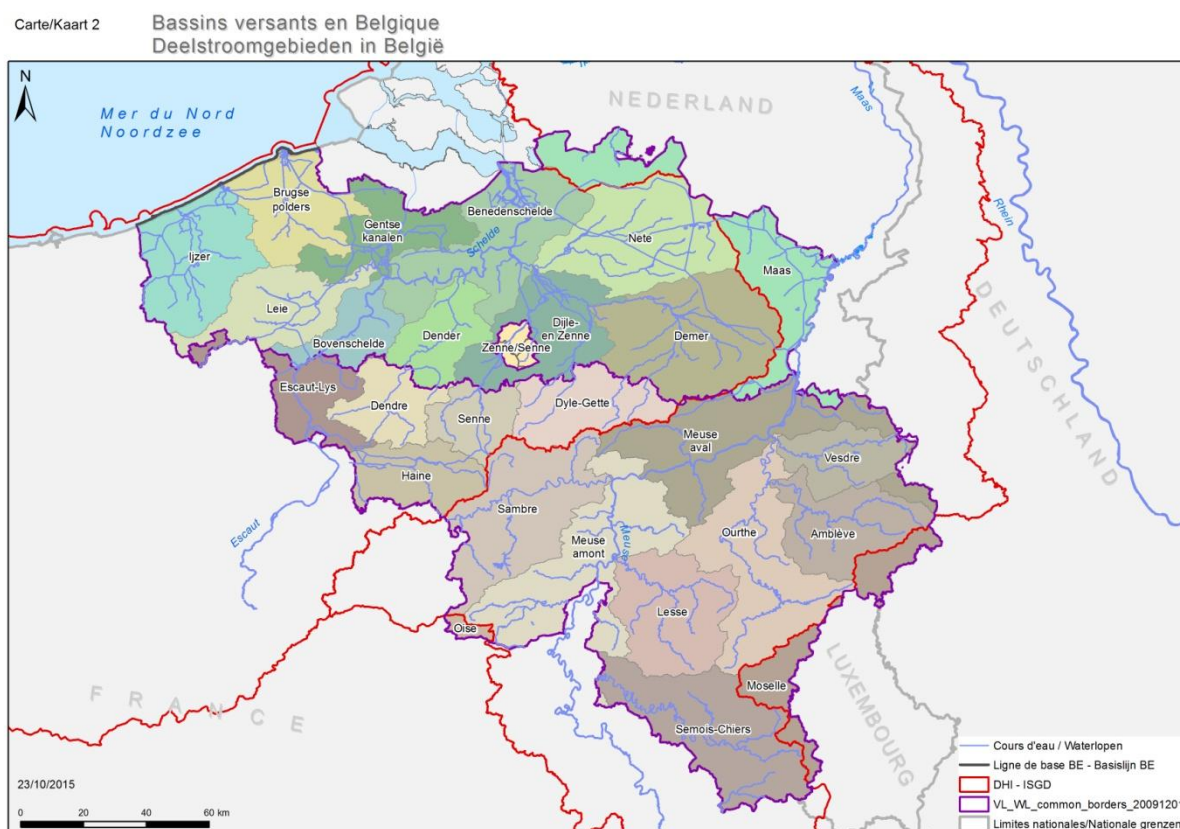 Carte/Kaart 2
Bassins versants en Belgique
Deelstroomgebieden in België
N
Mer du Nord
Noordzee
NEDERLAND
Maas
Rhein
DEUTSCHLAND
Brugse
polders
Gentse
kanalen
Benedenschelde
Schelde
Nete
Maas
Ijzer
Leie
Bovenschelde
Dender
Zenne/Senne
Dijle-
en Zenne
Demer
Escaut-Lys
Dendre
Senne
Dyle-Gette
Meuse
aval
Vesdre
Haine
Sambre
Escaut
Meuse
amont
Meuse
Ourthe
Amblève
Lesse
Oise
Moselle
Semois-Chiers
FRANCE
LUXEMBOURG
23/10/2015
0 20 40 60 km
Cours d'eau / Waterlopen
Ligne de base BE - Basislijn BE
DHI - ISGD
VL_WL_common_borders_2009120
Limites nationales/Nationale grenzen